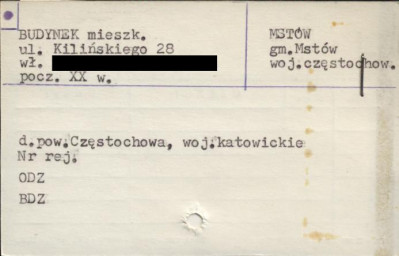 BUDYNEK mieszk.
ul. Kilińskiego 28
wł.
pocz. XX w.
MSTÓW
gm.Mstów
woj.częstochow.
d.pow.Częstochowa, woj.katowickie
Nr rej.
ODZ
BDZ